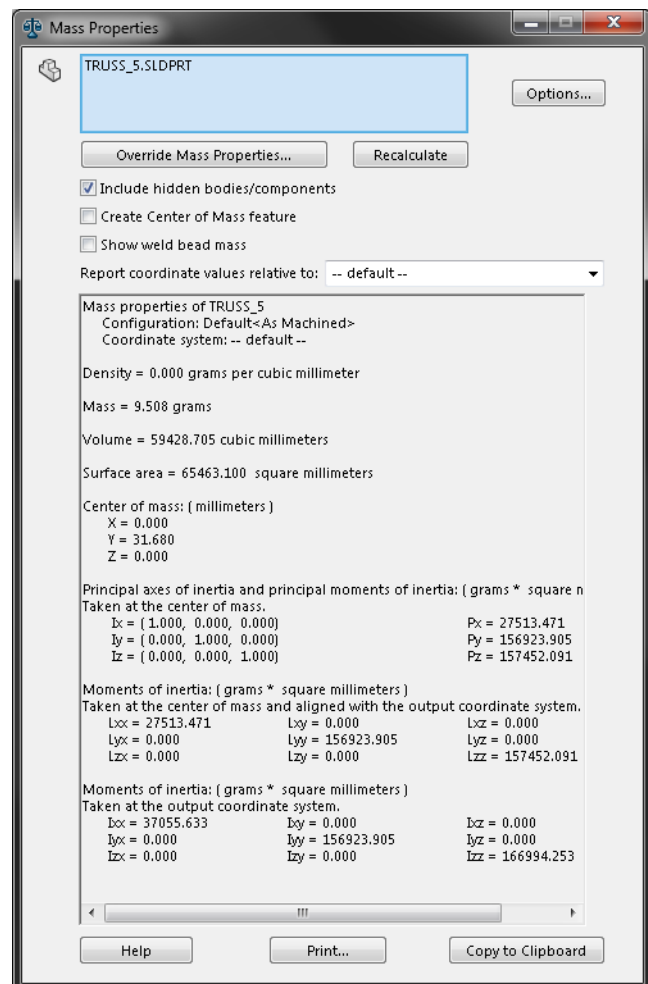 Mass Properties
TRUSS_5.SLDPRT
Options...
Override Mass Properties...
Recalculate
Include hidden bodies/components
Create Center of Mass feature
Show weld bead mass
Report coordinate values relative to: -- default --
Mass properties of TRUSS_5
Configuration: Default<As Machined>
Coordinate system: -- default --
Density = 0.000 grams per cubic millimeter
Mass = 9.508 grams
Volume = 59428.705 cubic millimeters
Surface area = 65463.100 square millimeters
Center of mass: ( millimeters )
X = 0.000
Y = 31.680
Z = 0.000
Principal axes of inertia and principal moments of inertia: ( grams * square n
Taken at the center of mass.
Ix = ( 1.000, 0.000, 0.000) Px = 27513.471
Iy = ( 0.000, 1.000, 0.000) Py = 156923.905
Iz = ( 0.000, 0.000, 1.000) Pz = 157452.091
Moments of inertia: ( grams * square millimeters )
Taken at the center of mass and aligned with the output coordinate system.
Lxx = 27513.471 Lxy = 0.000 Lxz = 0.000
Lyx = 0.000 Lyy = 156923.905 Lyz = 0.000
Lzx = 0.000 Lzy = 0.000 Lzz = 157452.091
Moments of inertia: ( grams * square millimeters )
Taken at the output coordinate system.
Ixx = 37055.633 Ixy = 0.000 Ixz = 0.000
Iyx = 0.000 Iyy = 156923.905 Iyz = 0.000
Izx = 0.000 Izy = 0.000 Izz = 166994.253
Help
Print...
Copy to Clipboard